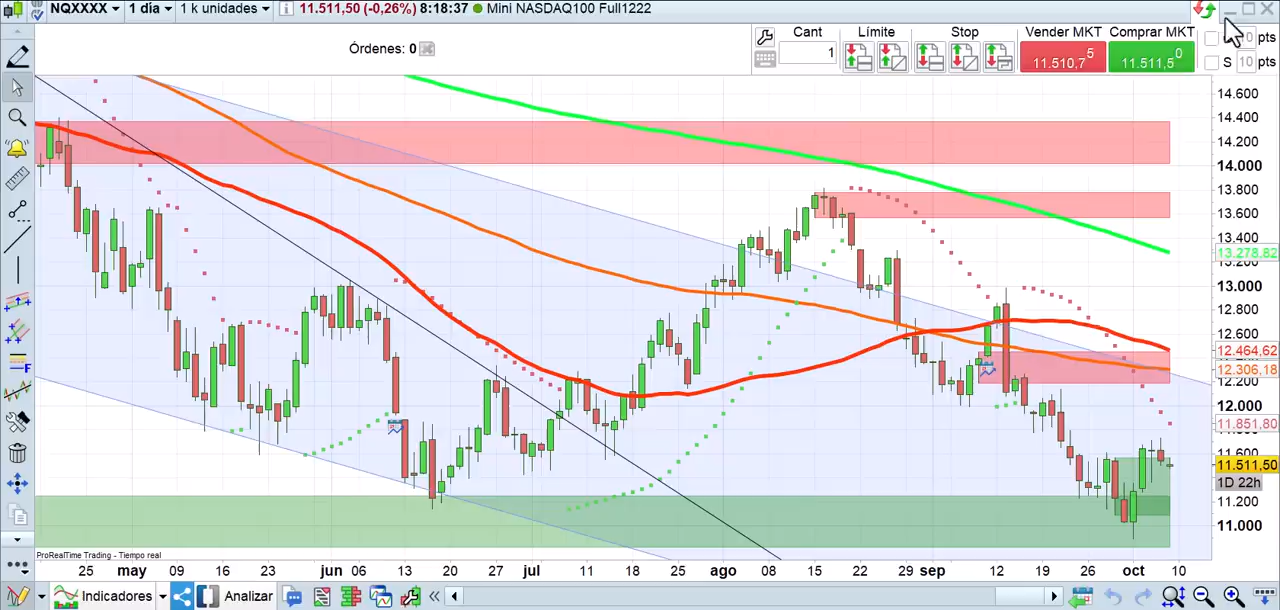 NQXXXX 1 día 1 k unidades 11.511,50 (-0,26%) 8:18:37 Mini NASDAQ100 Full1222
Órdenes: 0
Cant Límite Stop Vender MKT Comprar MKT
1
11.510,7 5
11.511,5 0
pts
S 10 pts
14.600
14.400
14.200
14.000
13.800
13.600
13.400
13.278,82
13.200
13.000
12.800
12.600
12.464,62
12.306,18
12.200
12.000
11.851,80
11.600
11.511,50
1D 22h
11.200
11.000
ProRealTime Trading - Tiempo real
25 may 09 16 23 jun 06 13 20 27 jul 11 18 25 ago 08 15 22 29 sep 12 19 26 oct 10
Indicadores Analizar